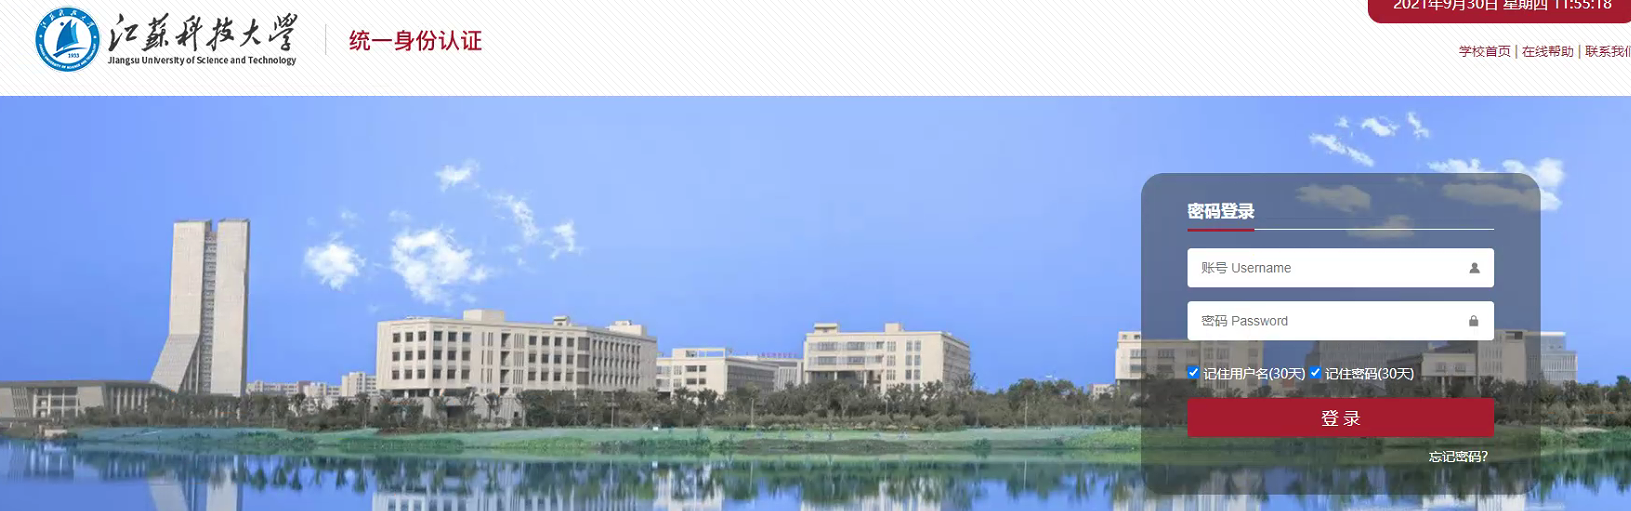 2021年9月30日 星期四 11:55:18
江苏科技大学
Jiangsu University of Science and Technology
统一身份认证
学校首页 | 在线帮助 | 联系我们
密码登录
账号 Username
密码 Password
记住用户名(30天) 记住密码(30天)
登 录
忘记密码?